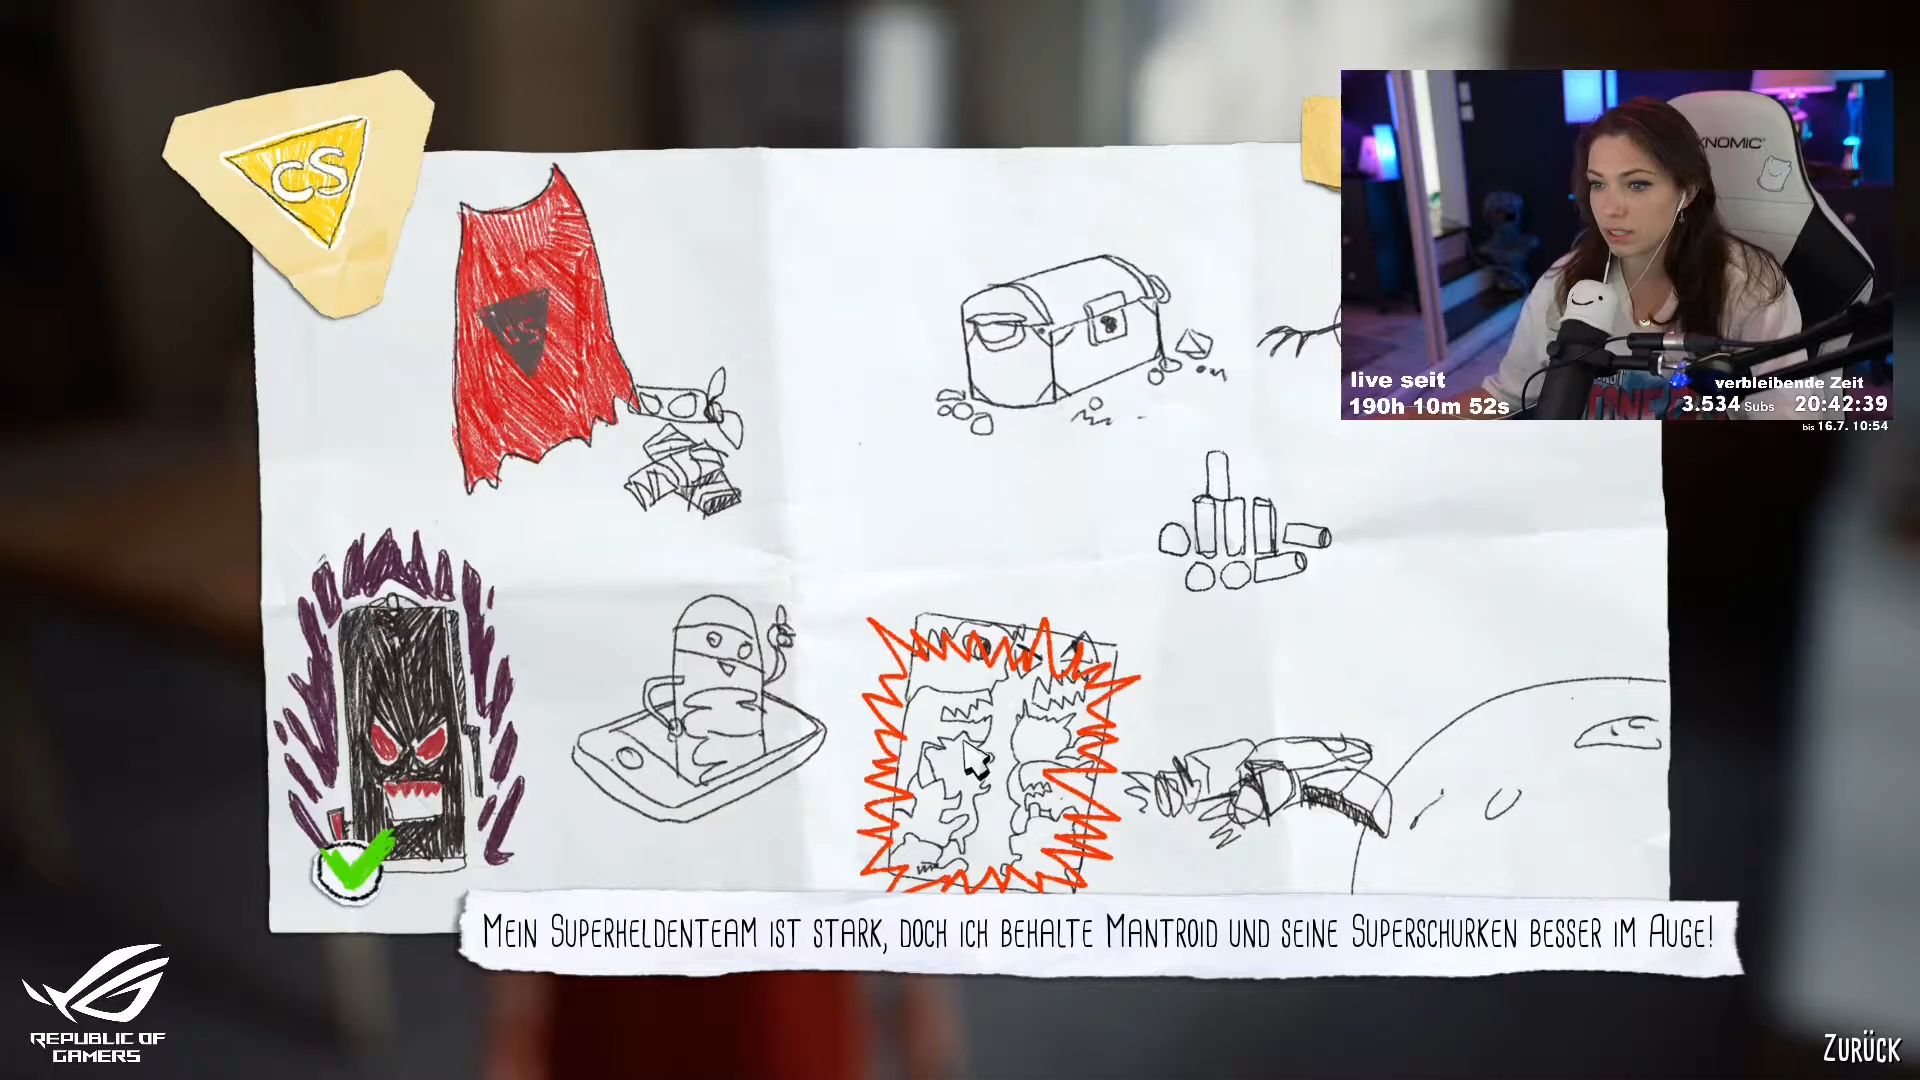 CS
CS
XNOMIC
live seit
190h 10m 52s
verbleibende Zeit
3.534 Subs 20:42:39
bis 16.7. 10:54
MEIN SUPERHELDENTEAM IST STARK, DOCH ICH BEHALTE MANTROID UND SEINE SUPERSCHURKEN BESSER IM AUGE!
REPUBLIC OF
GAMERS
ZURÜCK